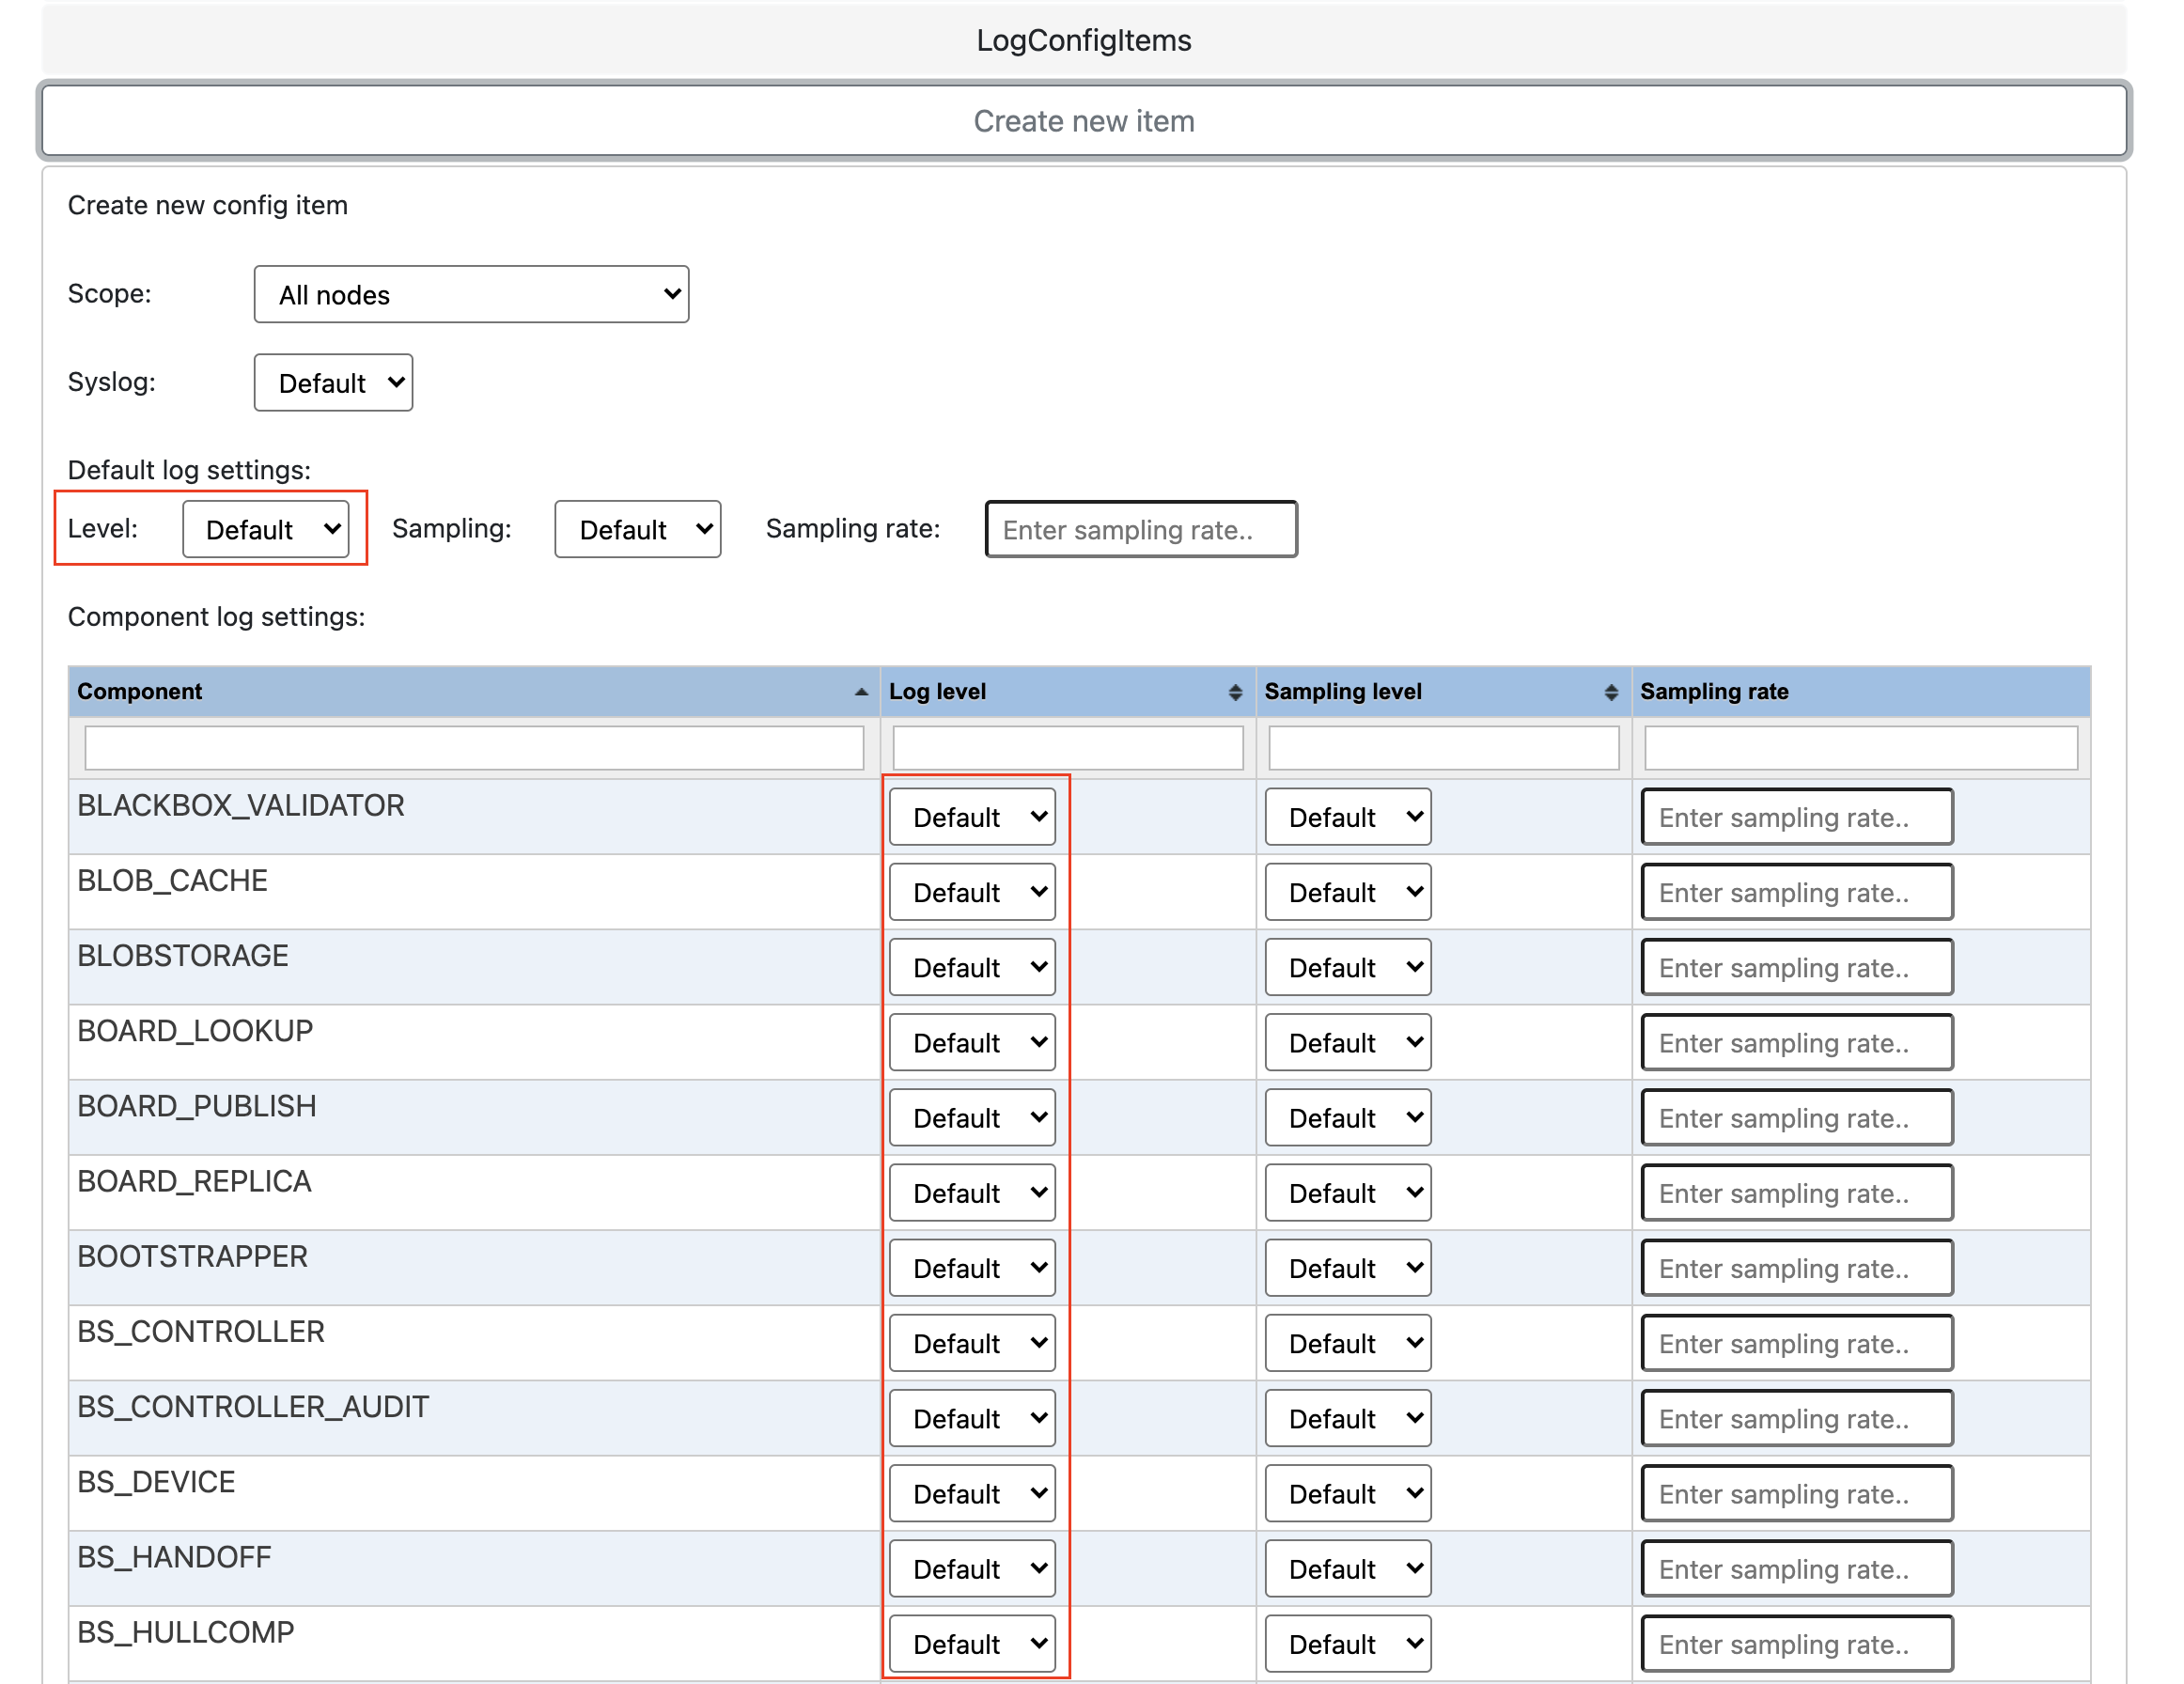 LogConfigItems
Create new item
Create new config item
Scope: All nodes
Syslog: Default
Default log settings:
Level: Default Sampling: Default Sampling rate: Enter sampling rate..
Component log settings:
Component Log level Sampling level Sampling rate
BLACKBOX_VALIDATOR Default Default Enter sampling rate..
BLOB_CACHE Default Default Enter sampling rate..
BLOBSTORAGE Default Default Enter sampling rate..
BOARD_LOOKUP Default Default Enter sampling rate..
BOARD_PUBLISH Default Default Enter sampling rate..
BOARD_REPLICA Default Default Enter sampling rate..
BOOTSTRAPPER Default Default Enter sampling rate..
BS_CONTROLLER Default Default Enter sampling rate..
BS_CONTROLLER_AUDIT Default Default Enter sampling rate..
BS_DEVICE Default Default Enter sampling rate..
BS_HANDOFF Default Default Enter sampling rate..
BS_HULLCOMP Default Default Enter sampling rate..